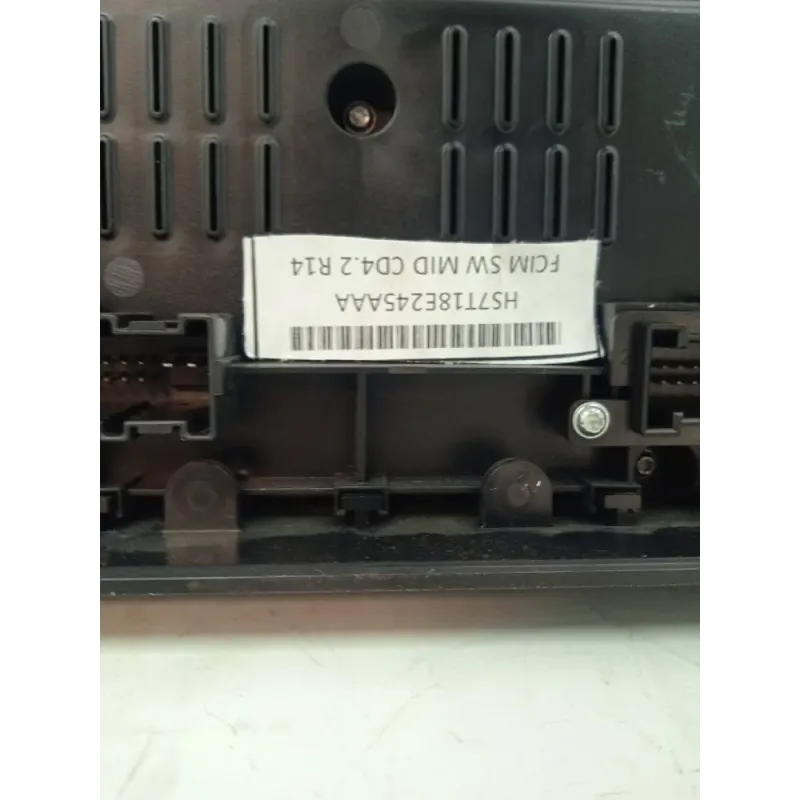 HS7T18E245AAA
FCIM SW MID CD4.2 R14